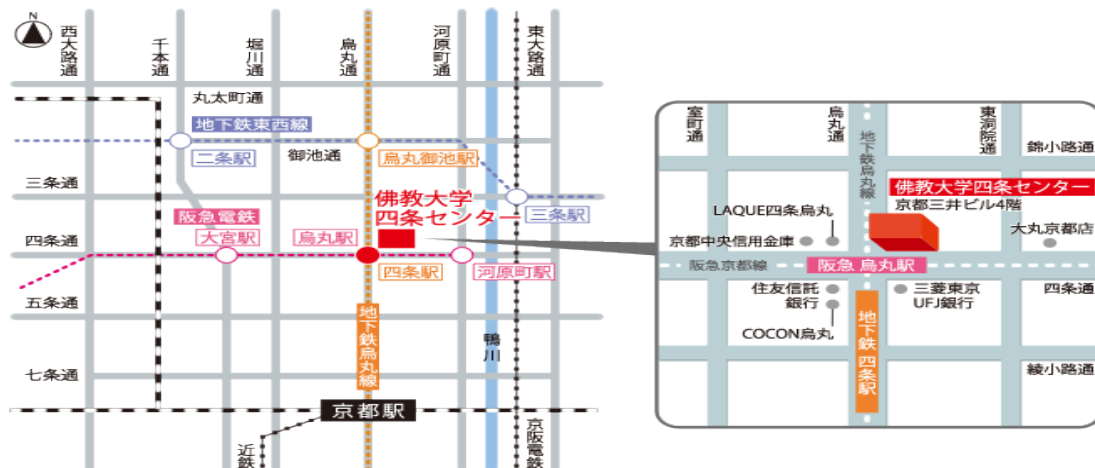 N
西大路通
千本通
堀川通
烏丸通
河原町通
東大路通
丸太町通
地下鉄東西線
二条駅
御池通
烏丸御池駅
三条通
佛教大学
四条センター
三条駅
阪急電鉄
四条通
大宮駅
烏丸駅
四条駅
河原町駅
五条通
地下鉄烏丸線
鴨川
七条通
京都駅
近鉄
京阪電鉄
室町通
烏丸通
東洞院通
地下鉄烏丸線
錦小路通
佛教大学四条センター
京都三井ビル4階
LAQUE四条烏丸
京都中央信用金庫
大丸京都店
阪急京都線
阪急 烏丸駅
住友信託
銀行
三菱東京
UFJ銀行
四条通
COCON烏丸
地下鉄 四条駅
綾小路通